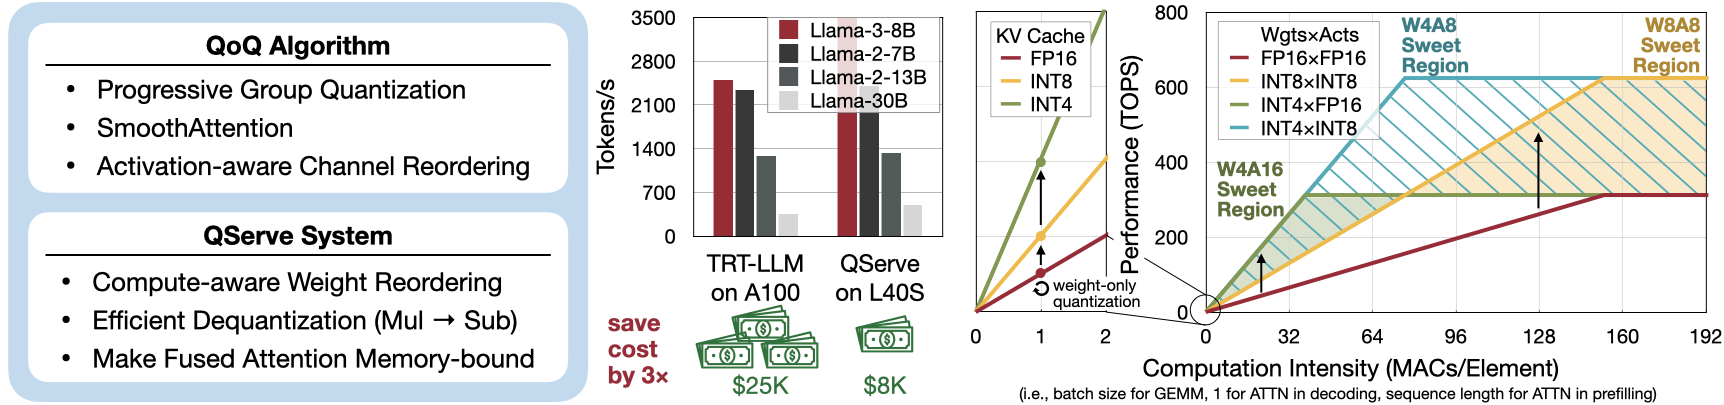 QoQ Algorithm
• Progressive Group Quantization
• SmoothAttention
• Activation-aware Channel Reordering
QServe System
• Compute-aware Weight Reordering
• Efficient Dequantization (Mul → Sub)
• Make Fused Attention Memory-bound
Tokens/s
3500
2800
2100
1400
700
0
Llama-3-8B
Llama-2-7B
Llama-2-13B
Llama-30B
TRT-LLM
on A100
QServe
on L40S
save
cost
by 3×
$25K
$8K
KV Cache
FP16
INT8
INT4
weight-only
quantization
0
1
2
Performance (TOPS)
800
600
400
200
0
Wgts×Acts
FP16×FP16
INT8×INT8
INT4×FP16
INT4×INT8
W4A8
Sweet
Region
W8A8
Sweet
Region
W4A16
Sweet
Region
0
32
64
96
128
160
192
Computation Intensity (MACs/Element)
(i.e., batch size for GEMM, 1 for ATTN in decoding, sequence length for ATTN in prefilling)